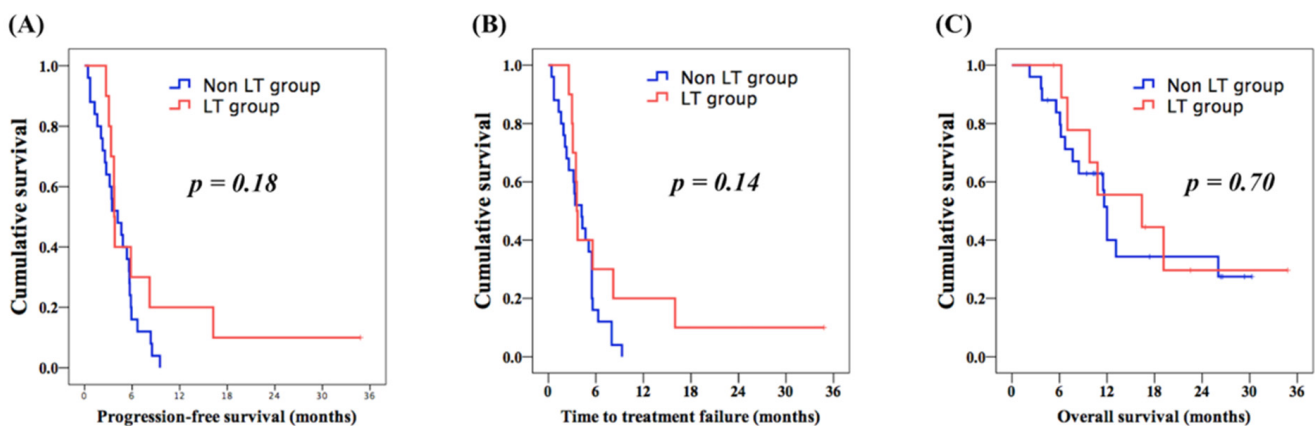 (A)
Cumulative survival
1.0
0.8
0.6
0.4
0.2
0.0
Non LT group
LT group
p = 0.18
0 6 12 18 24 30 36
Progression-free survival (months)
(B)
Cumulative survival
1.0
0.8
0.6
0.4
0.2
0.0
Non LT group
LT group
p = 0.14
0 6 12 18 24 30 36
Time to treatment failure (months)
(C)
Cumulative survival
1.0
0.8
0.6
0.4
0.2
0.0
Non LT group
LT group
p = 0.70
0 6 12 18 24 30 36
Overall survival (months)